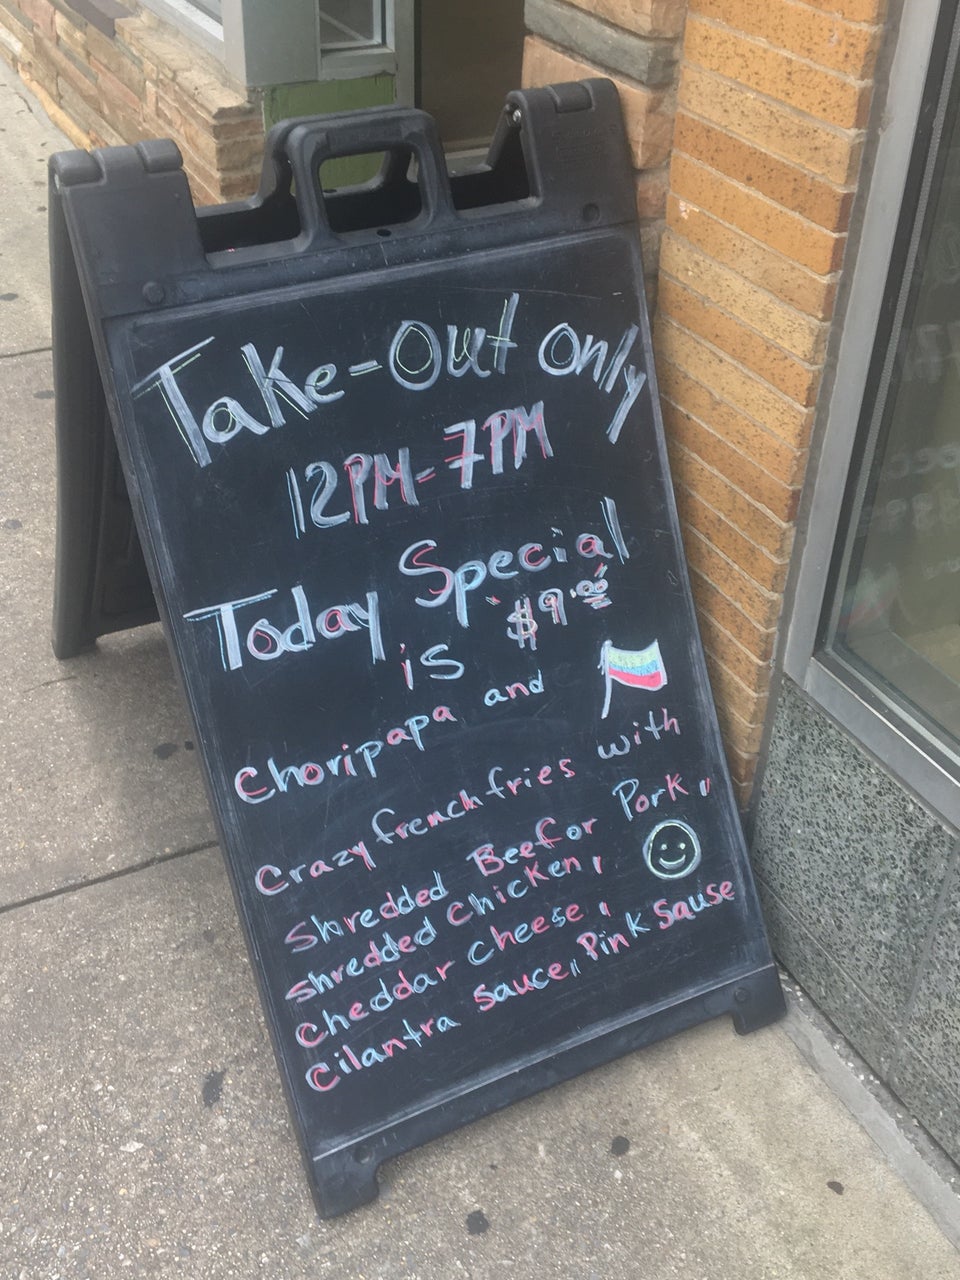 Take-Out Only
12PM-7PM
Today Special
is $9.00
Choripapa and
Crazy french fries with
Shredded Beef or Pork,,
shredded Chicken,
Cheddar cheese,,
Cilantra sauce,, Pink sause